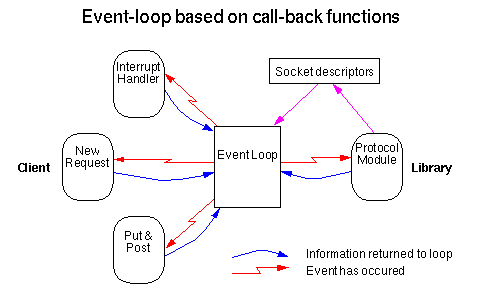 Event-loop based on call-back functions
Interrupt
Handler
Socket descriptors
Client
New
Request
Event Loop
Protocol
Module
Library
Put &
Post
Information returned to loop
Event has occured